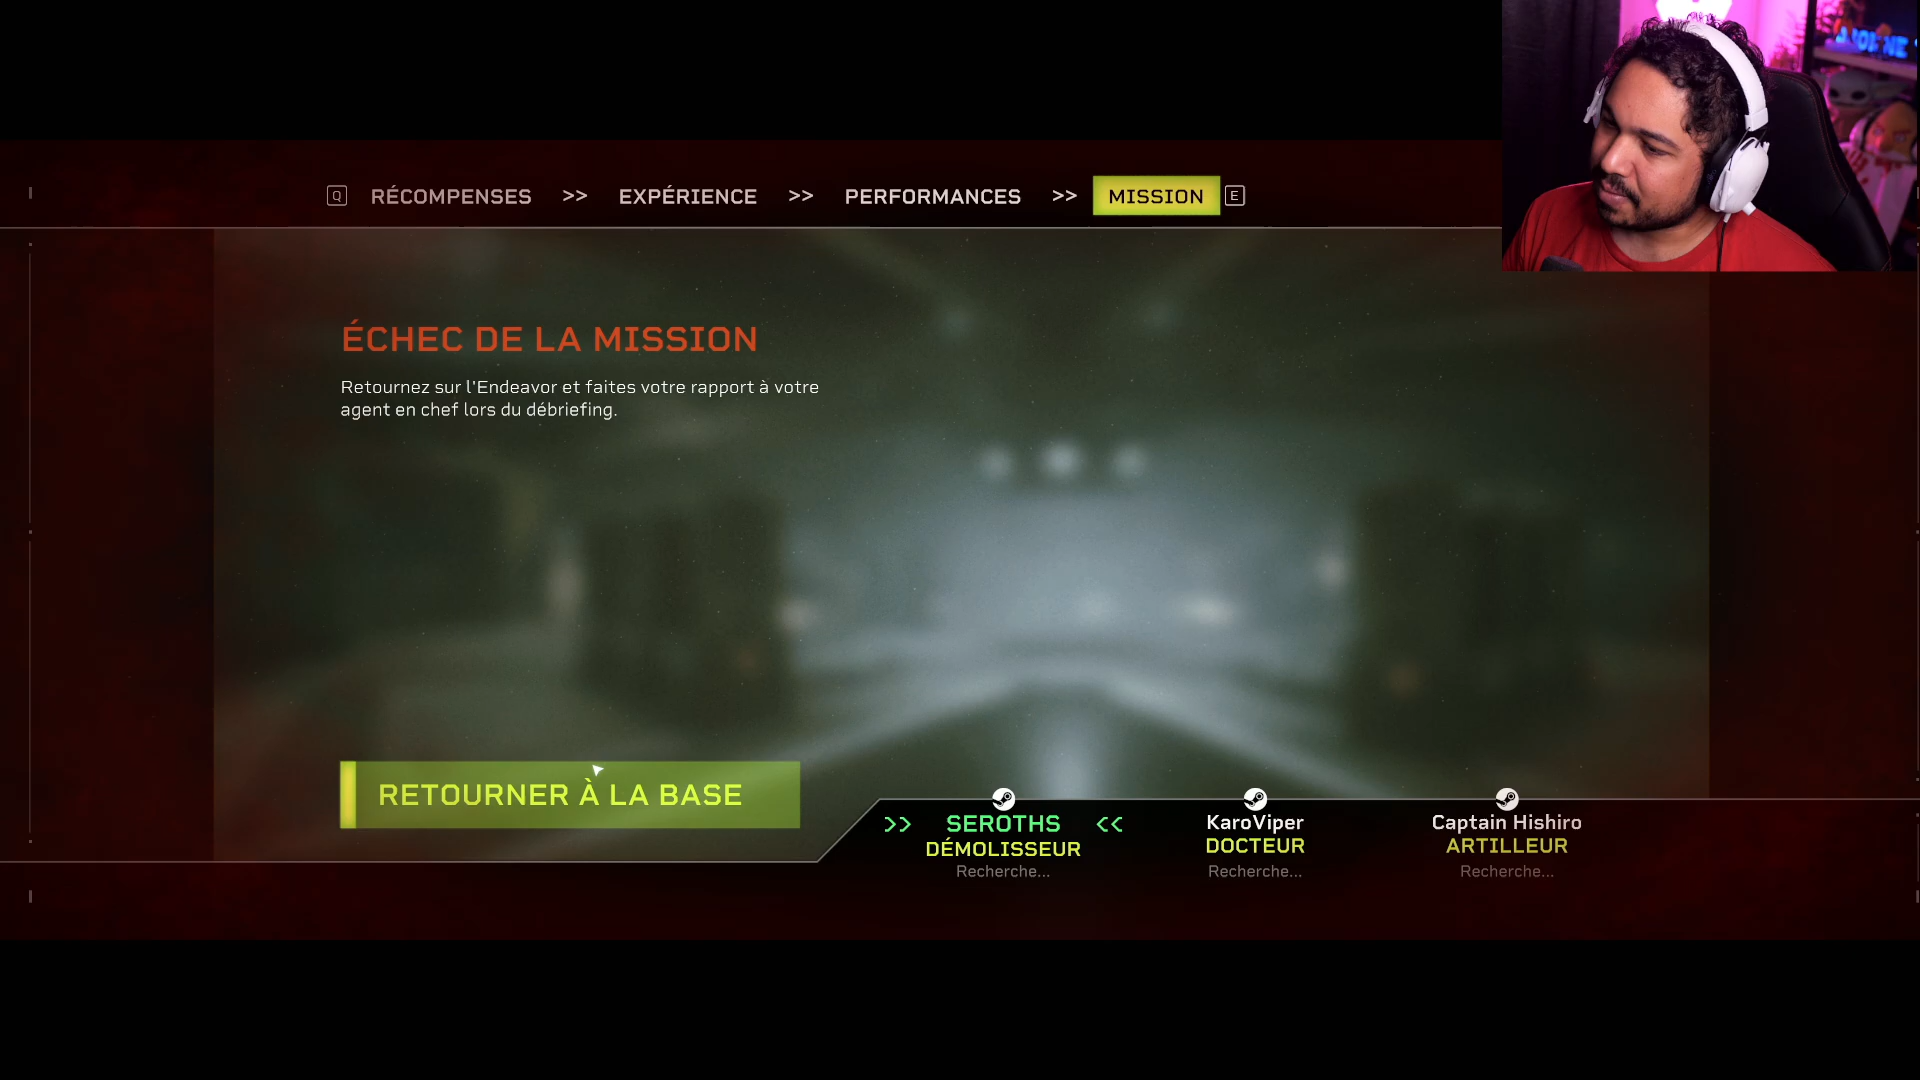 Q RÉCOMPENSES >> EXPÉRIENCE >> PERFORMANCES >> MISSION E
ÉCHEC DE LA MISSION
Retournez sur l'Endeavor et faites votre rapport à votre
agent en chef lors du débriefing.
RETOURNER À LA BASE
>> SEROTHS <<
DÉMOLISSEUR
Recherche...
KaroViper
DOCTEUR
Recherche...
Captain Hishiro
ARTILLEUR
Recherche...